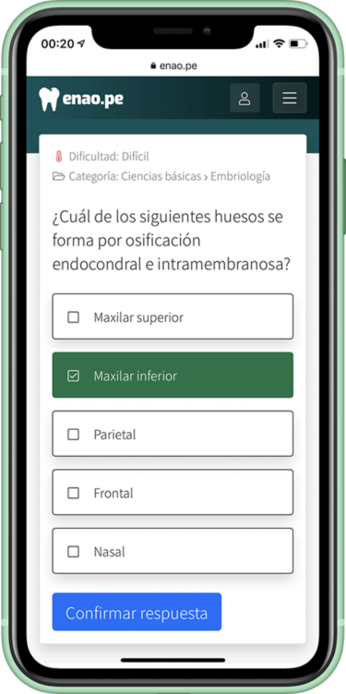 00:20
enao.pe
enao.pe
Dificultad: Difícil
Categoría: Ciencias básicas › Embriología
¿Cuál de los siguientes huesos se
forma por osificación
endocondral e intramembranosa?
Maxilar superior
Maxilar inferior
Parietal
Frontal
Nasal
Confirmar respuesta